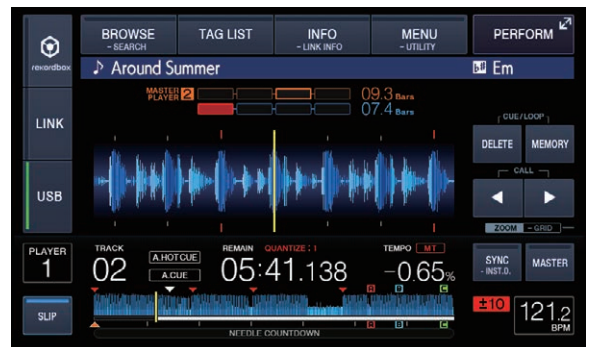 BROWSE
- SEARCH
TAG LIST
INFO
- LINK INFO
MENU
- UTILITY
PERFORM
rekordbox
♪ Around Summer
Em
MASTER
PLAYER 2
09.3 Bars
07.4 Bars
LINK
CUE/LOOP
DELETE
MEMORY
CALL
USB
ZOOM
- GRID
PLAYER
1
TRACK
02
A.HOT CUE
A.CUE
REMAIN
QUANTIZE : 1
05:41.138
TEMPO
MT
-0.65%
SYNC
- INST.D.
MASTER
A
B
C
SLIP
±10
121.2
BPM
A
B
C
NEEDLE COUNTDOWN